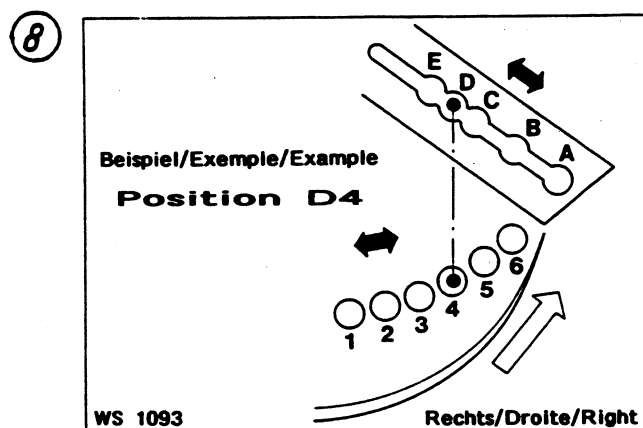 8
E
D
C
B
A
Beispiel/Exemple/Example
Position D4
6
5
4
3
2
1
WS 1093
Rechts/Droite/Right